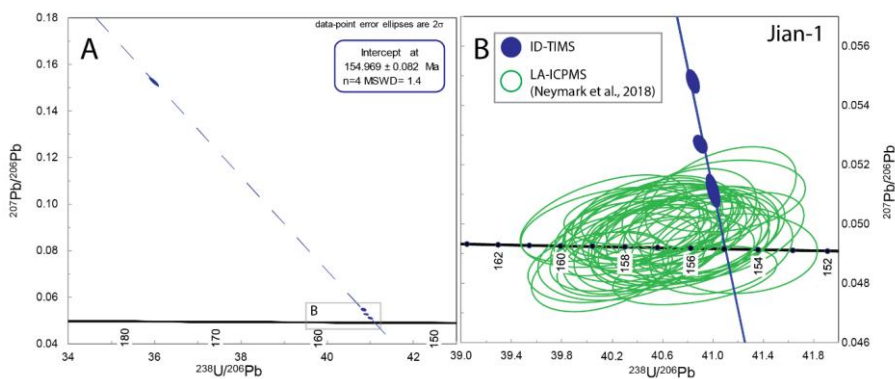 A
data-point error ellipses are 2σ
Intercept at
154.969 ± 0.082 Ma
n=4 MSWD= 1.4
0.18
0.16
0.14
0.12
0.10
0.08
0.06
0.04
207Pb/206Pb
B
180
170
160
150
34
36
38
40
42
238U/206Pb
B
Jian-1
ID-TIMS
LA-ICPMS
(Neymark et al., 2018)
0.056
0.054
0.052
0.050
0.048
0.046
207Pb/206Pb
162
160
158
156
154
152
39.0
39.4
39.8
40.2
40.6
41.0
41.4
41.8
238U/206Pb